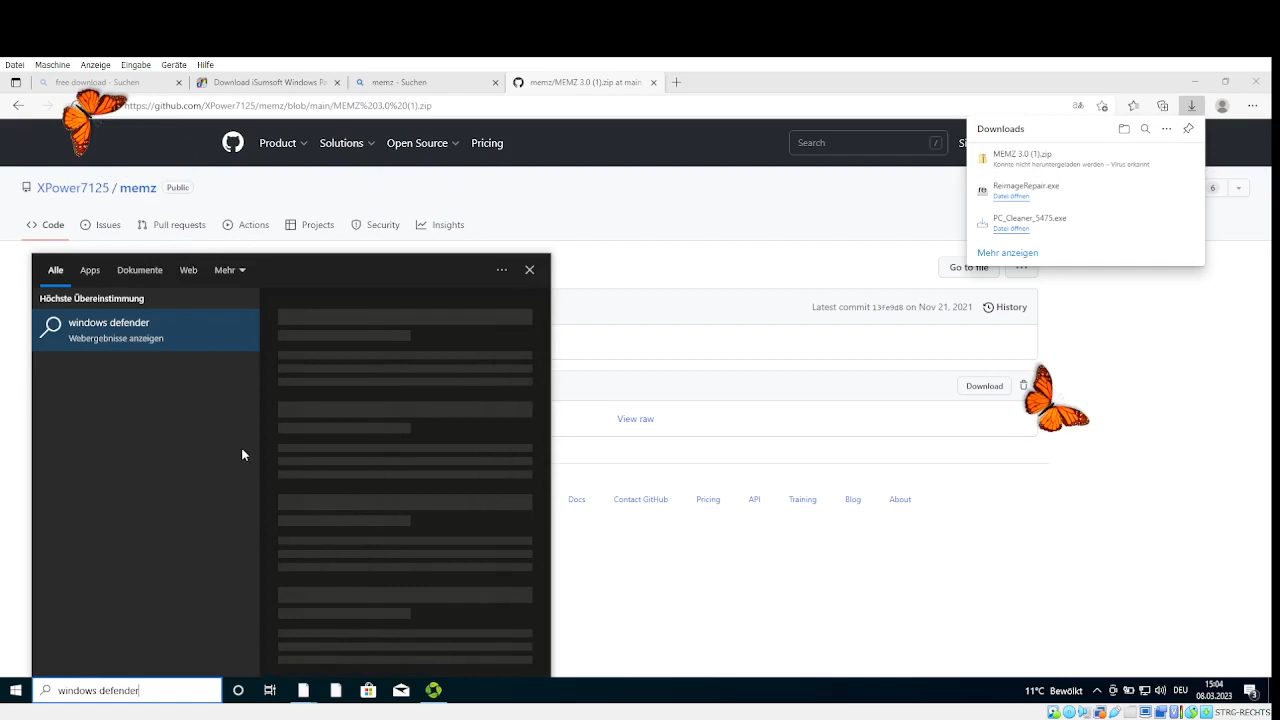 Datei Maschine Anzeige Eingabe Geräte Hilfe
free download - Suchen
Download iSumsoft Windows Pa
memz - Suchen
memz/MEMZ 3.0 (1).zip at main
https://github.com/XPower7125/memz/blob/main/MEMZ%203.0%20(1).zip
Product
Solutions
Open Source
Pricing
Search
/
Downloads
MEMZ 3.0 (1).zip
Konnte nicht heruntergeladen werden – Virus erkannt
ReimageRepair.exe
Datei öffnen
PC_Cleaner_5475.exe
Datei öffnen
Mehr anzeigen
XPower7125 / memz
Public
6
Code
Issues
Pull requests
Actions
Projects
Security
Insights
Go to file
Alle
Apps
Dokumente
Web
Mehr
Höchste Übereinstimmung
windows defender
Webergebnisse anzeigen
Latest commit 13fe9d8 on Nov 21, 2021
History
Download
View raw
Docs
Contact GitHub
Pricing
API
Training
Blog
About
windows defender
11°C Bewölkt
DEU
15:04
08.03.2023
3
STRG-RECHTS